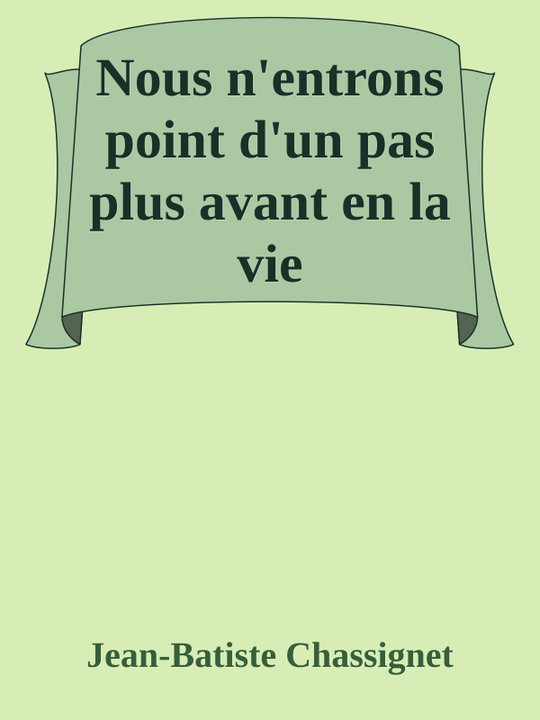 Nous n'entrons
point d'un pas
plus avant en la
vie
Jean-Batiste Chassignet